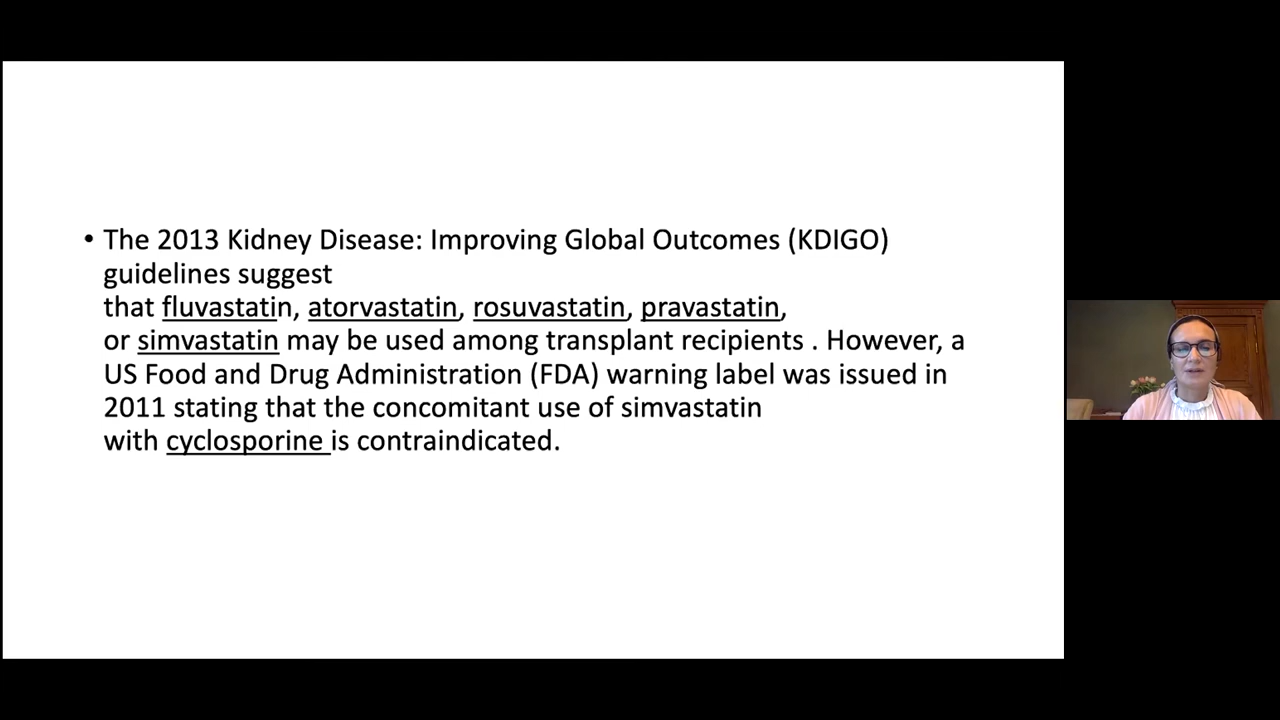 • The 2013 Kidney Disease: Improving Global Outcomes (KDIGO)
guidelines suggest
that fluvastatin, atorvastatin, rosuvastatin, pravastatin,
or simvastatin may be used among transplant recipients . However, a
US Food and Drug Administration (FDA) warning label was issued in
2011 stating that the concomitant use of simvastatin
with cyclosporine is contraindicated.